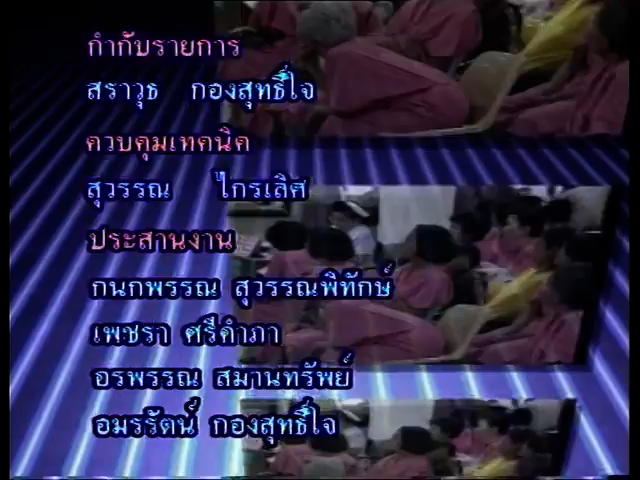 กำกับรายการ
สราวุธ กองสุทธิ์ใจ
ควบคุมเทคนิค
สุวรรณ ไกรเลิศ
ประสานงาน
กนกพรรณ สุวรรณพิทักษ์
เพชรา ศรีคำภา
อรพรรณ สมานทรัพย์
อมรรัตน์ กองสุทธิ์ใจ